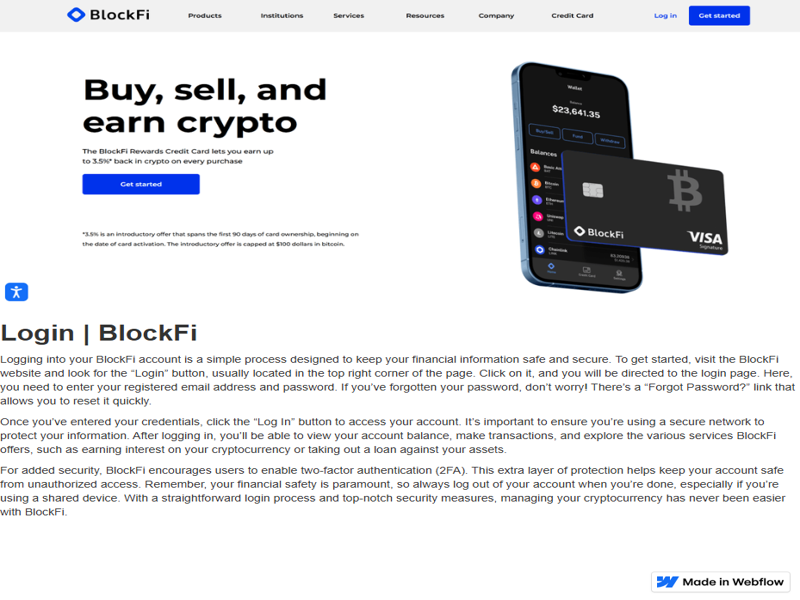 BlockFi Products Institutions Services Resources Company Credit Card Log in Get started
Buy, sell, and
earn crypto
The BlockFi Rewards Credit Card lets you earn up
to 3.5%* back in crypto on every purchase
Get started
*3.5% is an introductory offer that spans the first 90 days of card ownership, beginning on
the date of card activation. The introductory offer is capped at $100 dollars in bitcoin.
Wallet
Balance
$23,641.35
Buy/Sell Fund Withdraw
Balances
Bitcoin
Ethereum
Uniswap
Litecoin
Chainlink
BlockFi
VISA
Signature
Login | BlockFi
Logging into your BlockFi account is a simple process designed to keep your financial information safe and secure. To get started, visit the BlockFi
website and look for the “Login” button, usually located in the top right corner of the page. Click on it, and you will be directed to the login page. Here,
you need to enter your registered email address and password. If you’ve forgotten your password, don’t worry! There’s a “Forgot Password?” link that
allows you to reset it quickly.
Once you’ve entered your credentials, click the “Log In” button to access your account. It’s important to ensure you’re using a secure network to
protect your information. After logging in, you’ll be able to view your account balance, make transactions, and explore the various services BlockFi
offers, such as earning interest on your cryptocurrency or taking out a loan against your assets.
For added security, BlockFi encourages users to enable two-factor authentication (2FA). This extra layer of protection helps keep your account safe
from unauthorized access. Remember, your financial safety is paramount, so always log out of your account when you’re done, especially if you’re
using a shared device. With a straightforward login process and top-notch security measures, managing your cryptocurrency has never been easier
with BlockFi.
Made in Webflow